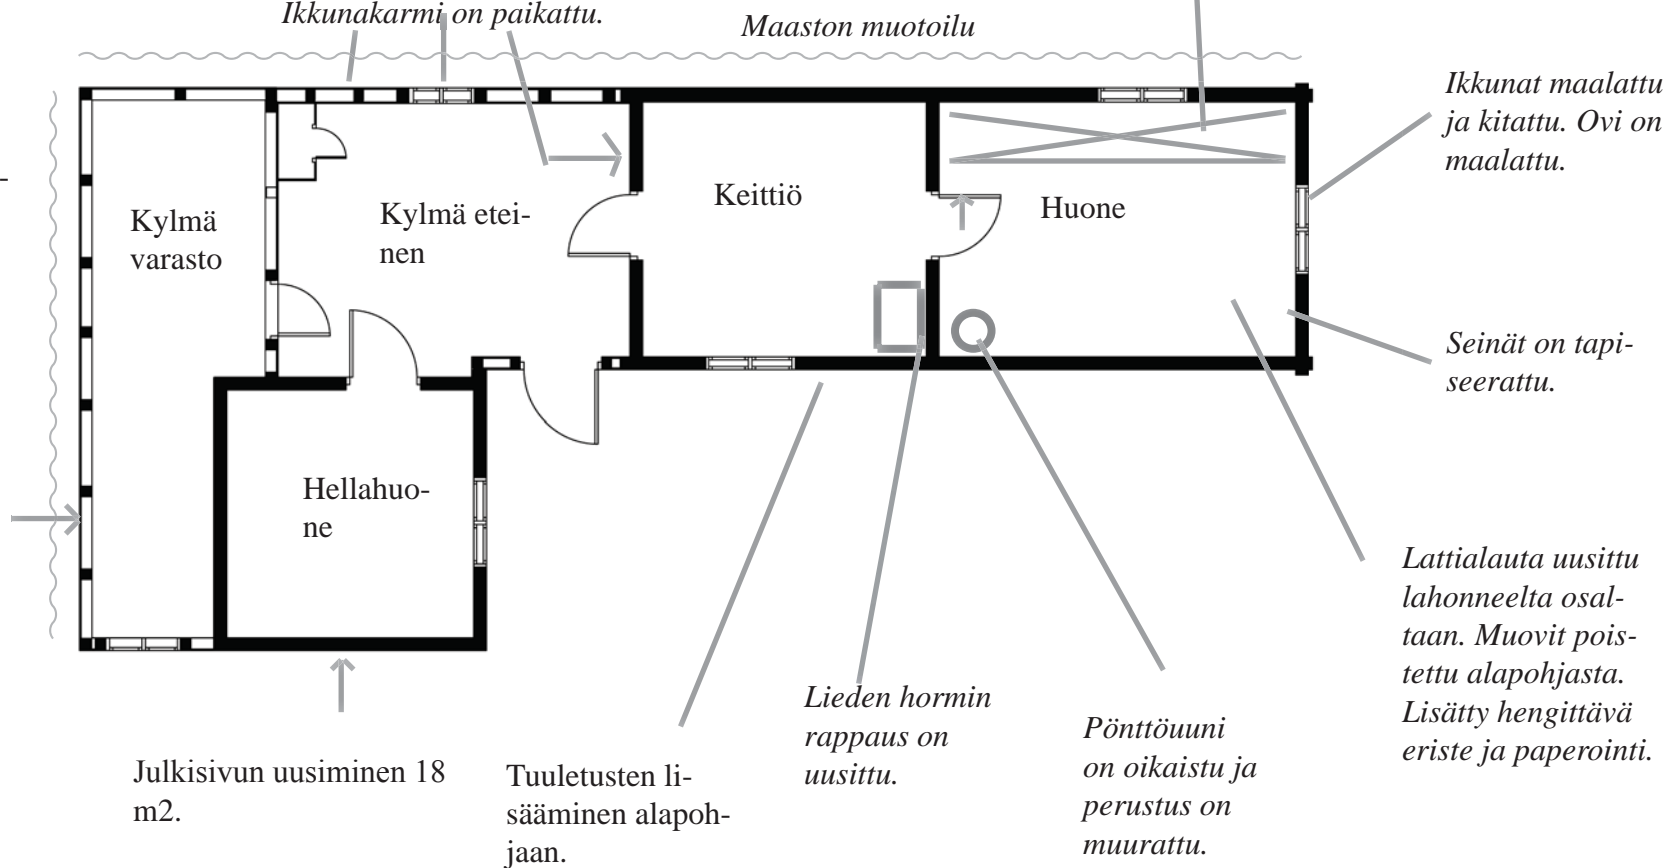 Ikkunakarmi on paikattu.
Maaston muotoilu
Ikkunat maalattu
ja kitattu. Ovi on
maalattu.
-
Kylmä
varasto
Kylmä etei-
nen
Keittiö
Huone
Seinät on tapi-
seerattu.
Hellahuo-
ne
Lattialauta uusittu
lahonneelta osal-
taan. Muovit pois-
tettu alapohjasta.
Lisätty hengittävä
eriste ja paperointi.
Julkisivun uusiminen 18
m2.
Tuuletusten li-
sääminen alapoh-
jaan.
Lieden hormin
rappaus on
uusittu.
Pönttöuuni
on oikaistu ja
perustus on
muurattu.